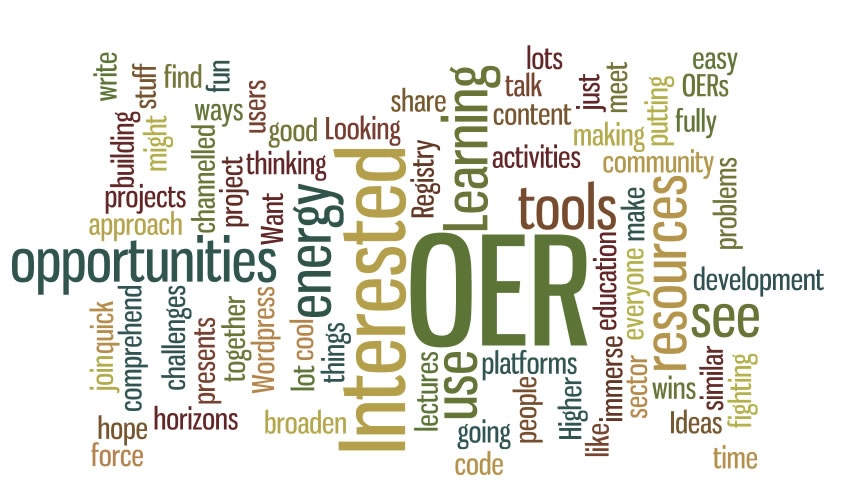 write
stuff
find
fun
ways
users
building
might
channelled
project
projects
approach
good
Looking
thinking
Want
energy
opportunities
share
Registry
Learning
Interested
OER
lots
talk
content
just
meet
making
putting
easy
OERs
fully
activities
community
problems
tools
make
resources
education
everyone
development
see
join
quick
comprehend
challenges
presents
together
Wordpress
lot
cool
things
hope
horizons
force
broaden
lectures
use
platforms
going
code
people
Higher
like
immerse
sector
wins
similar
fighting
Ideas
time